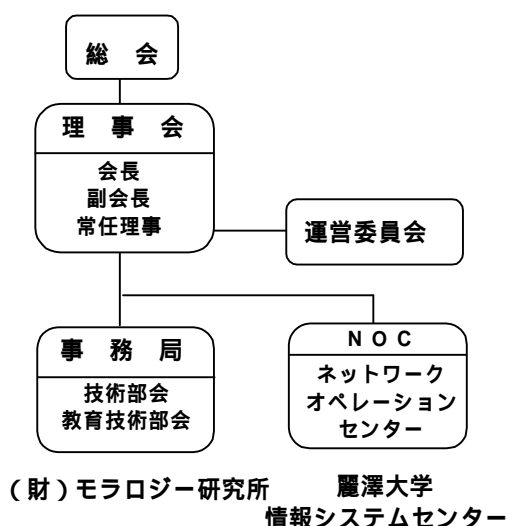 総 会
理 事 会
会長
副会長
常任理事
運営委員会
事 務 局
技術部会
教育技術部会
N O C
ネットワーク
オペレーション
センター
(財)モラロジー研究所
麗澤大学
情報システムセンター